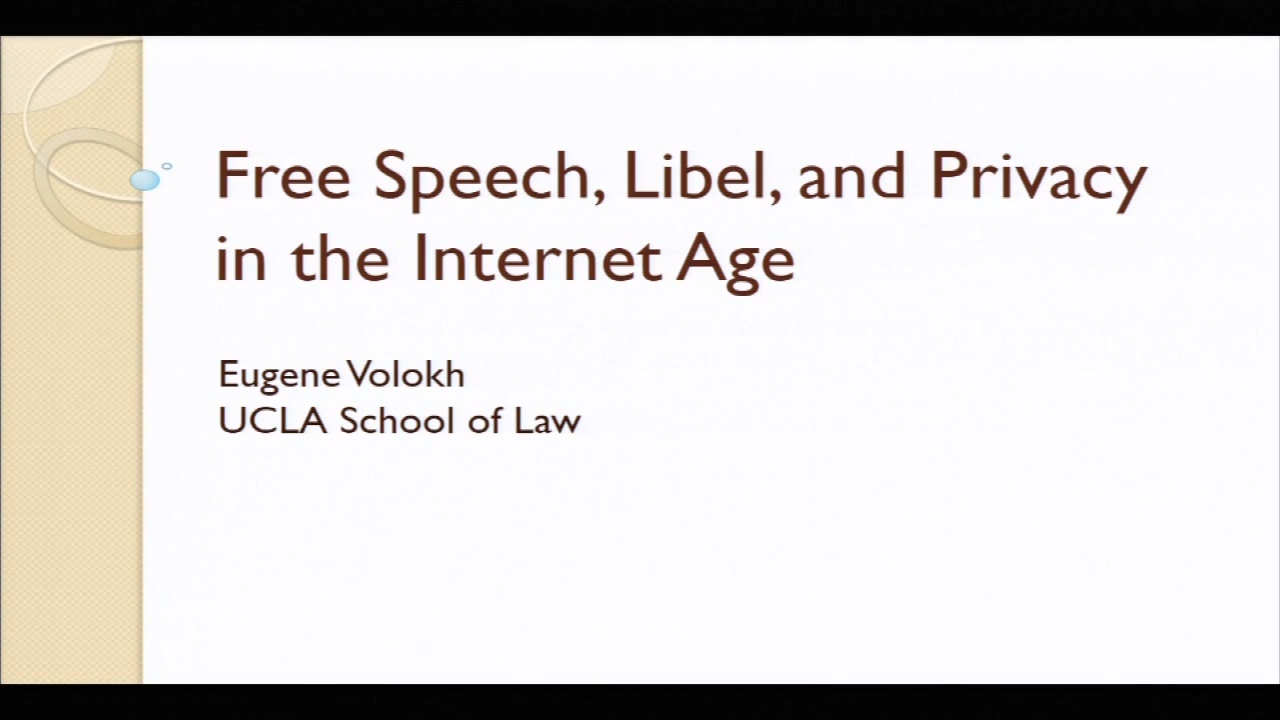 Free Speech, Libel, and Privacy
in the Internet Age
Eugene Volokh
UCLA School of Law